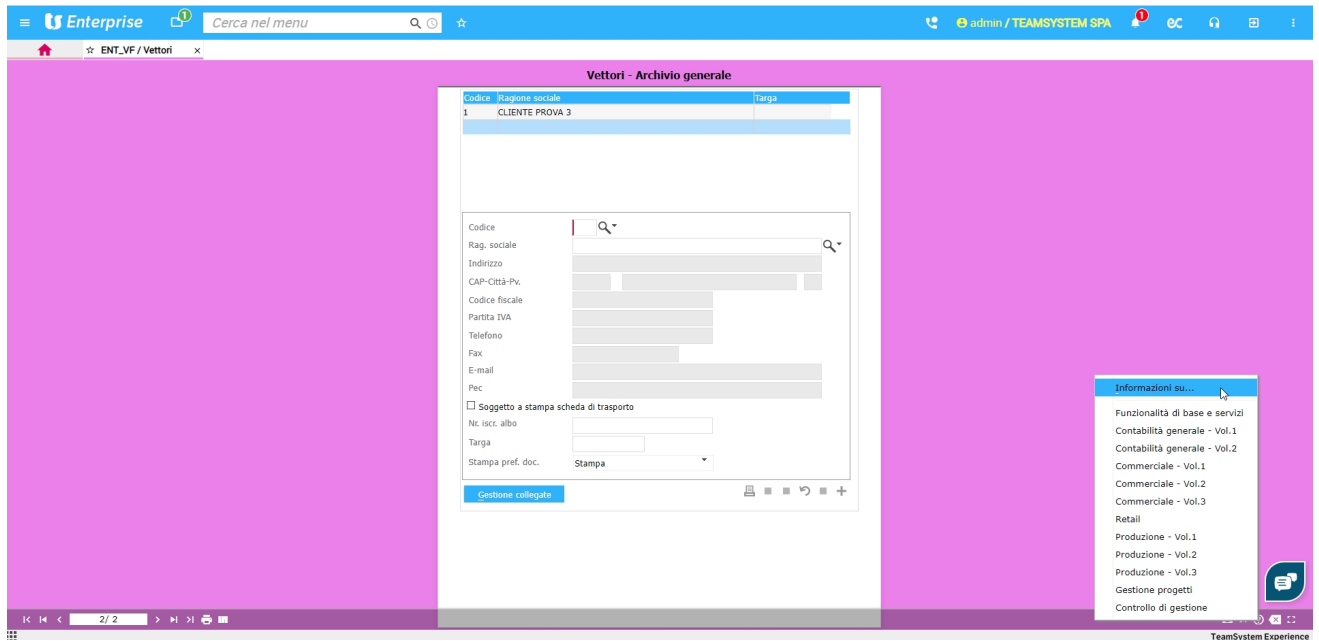 Enterprise
1
Cerca nel menu
admin / TEAMSYSTEM SPA
1
ec
ENT_VF / Vettori x
Vettori - Archivio generale
Codice Ragione sociale Targa
1 CLIENTE PROVA 3
Codice
Rag. sociale
Indirizzo
CAP-Città-Pv.
Codice fiscale
Partita IVA
Telefono
Fax
E-mail
Pec
Soggetto a stampa scheda di trasporto
Nr. iscr. albo
Targa
Stampa pref. doc. Stampa
Gestione collegate
Informazioni su...
Funzionalità di base e servizi
Contabilità generale - Vol.1
Contabilità generale - Vol.2
Commerciale - Vol.1
Commerciale - Vol.2
Commerciale - Vol.3
Retail
Produzione - Vol.1
Produzione - Vol.2
Produzione - Vol.3
Gestione progetti
Controllo di gestione
2/ 2
TeamSystem Experience